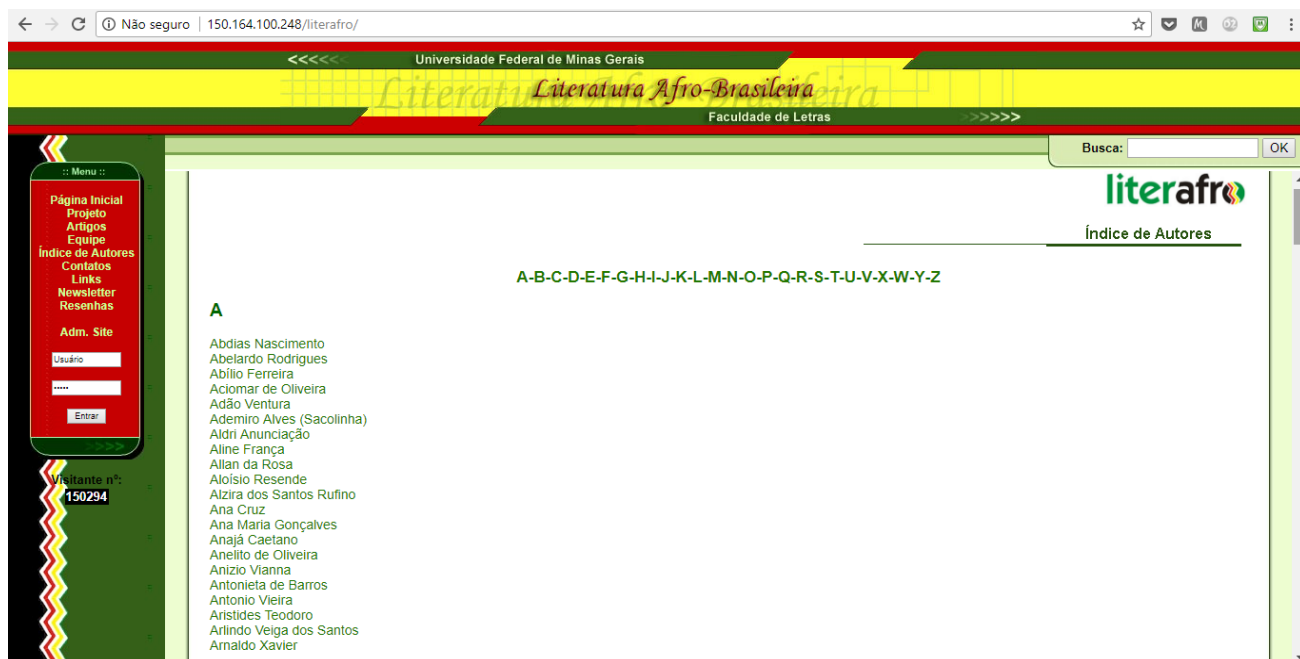 Não seguro | 150.164.100.248/literafro/
<<<<<< Universidade Federal de Minas Gerais
Literatura Afro-Brasileira
Literatura Afro-Brasileira
Faculdade de Letras >>>>>>
Busca: OK
:: Menu ::
Página Inicial
Projeto
Artigos
Equipe
Índice de Autores
Contatos
Links
Newsletter
Resenhas
Adm. Site
Usuário
•••••
Entrar
>>>>
Visitante nº:
150294
literafro
Índice de Autores
A-B-C-D-E-F-G-H-I-J-K-L-M-N-O-P-Q-R-S-T-U-V-X-W-Y-Z
A
Abdias Nascimento
Abelardo Rodrigues
Abílio Ferreira
Aciomar de Oliveira
Adão Ventura
Ademiro Alves (Sacolinha)
Aldri Anunciação
Aline França
Allan da Rosa
Aloísio Resende
Alzira dos Santos Rufino
Ana Cruz
Ana Maria Gonçalves
Anajá Caetano
Anelito de Oliveira
Anizio Vianna
Antonieta de Barros
Antonio Vieira
Aristides Teodoro
Arlindo Veiga dos Santos
Arnaldo Xavier